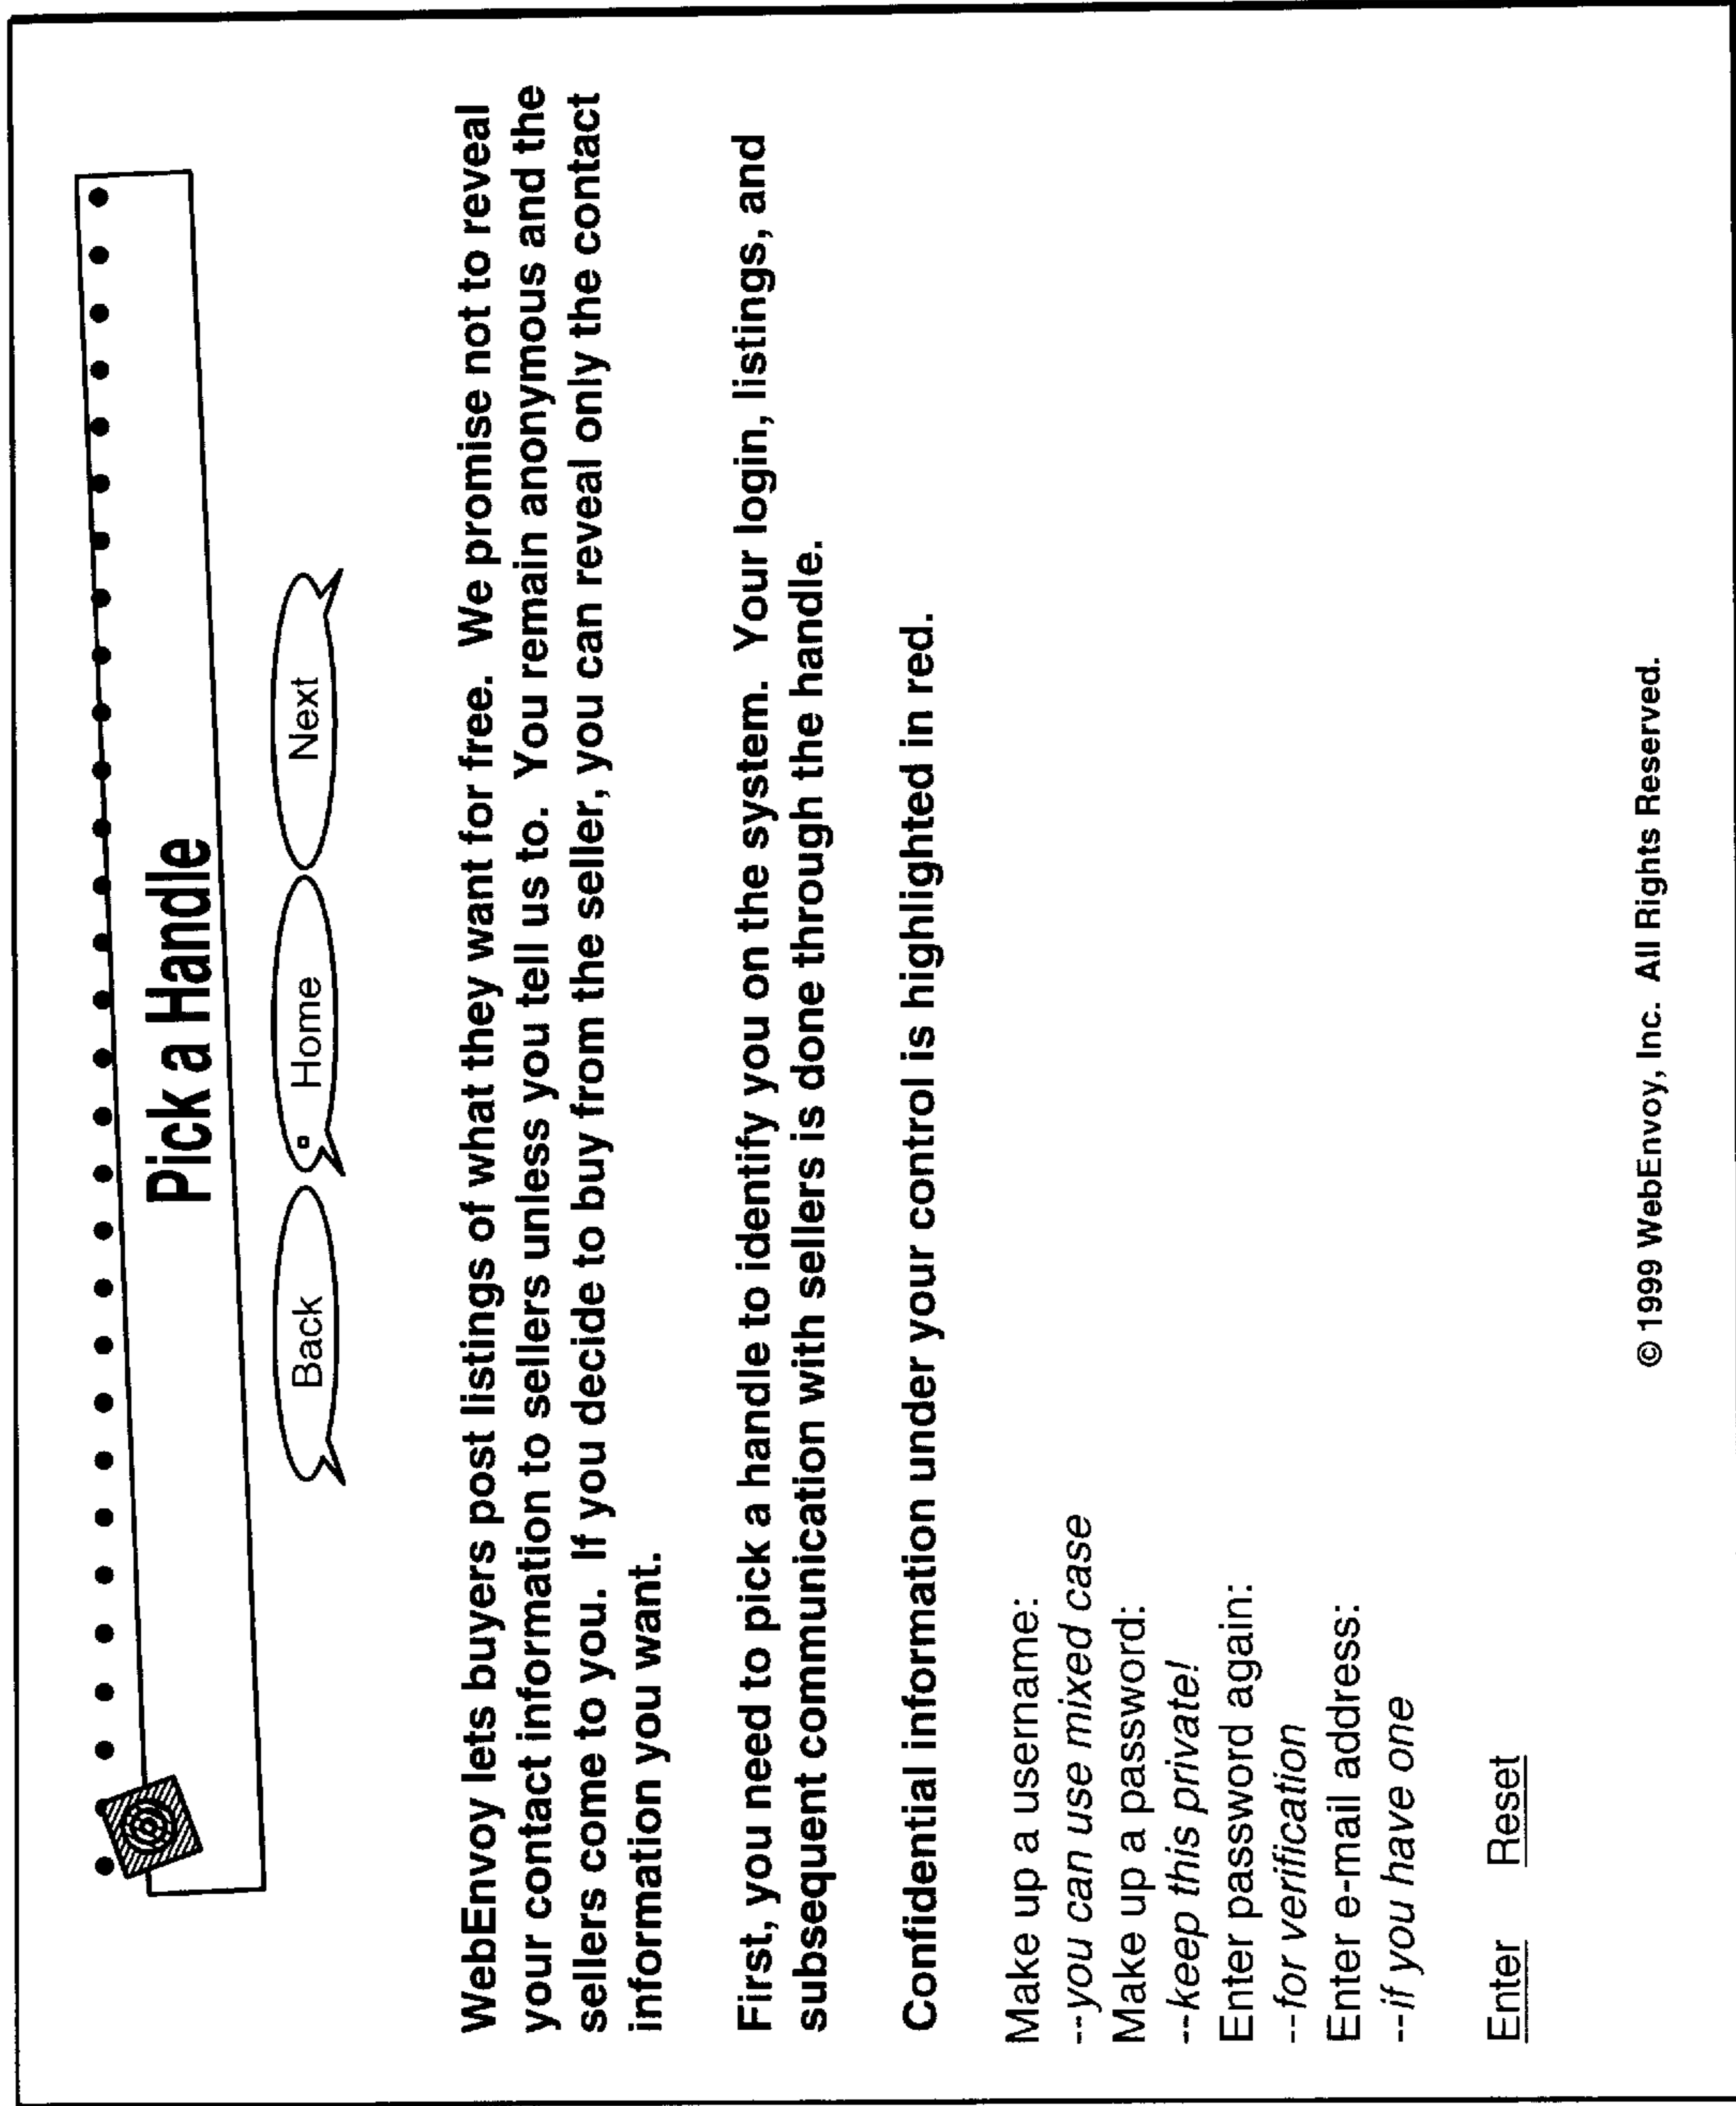 Pick a Handle
Back Home Next
WebEnvoy lets buyers post listings of what they want for free. We promise not to reveal
your contact information to sellers unless you tell us to. You remain anonymous and the
sellers come to you. If you decide to buy from the seller, you can reveal only the contact
information you want.
First, you need to pick a handle to identify you on the system. Your login, listings, and
subsequent communication with sellers is done through the handle.
Confidential information under your control is highlighted in red.
Make up a username:
--you can use mixed case
Make up a password:
--keep this private!
Enter password again:
--for verification
Enter e-mail address:
--if you have one
Enter Reset
© 1999 WebEnvoy, Inc. All Rights Reserved.